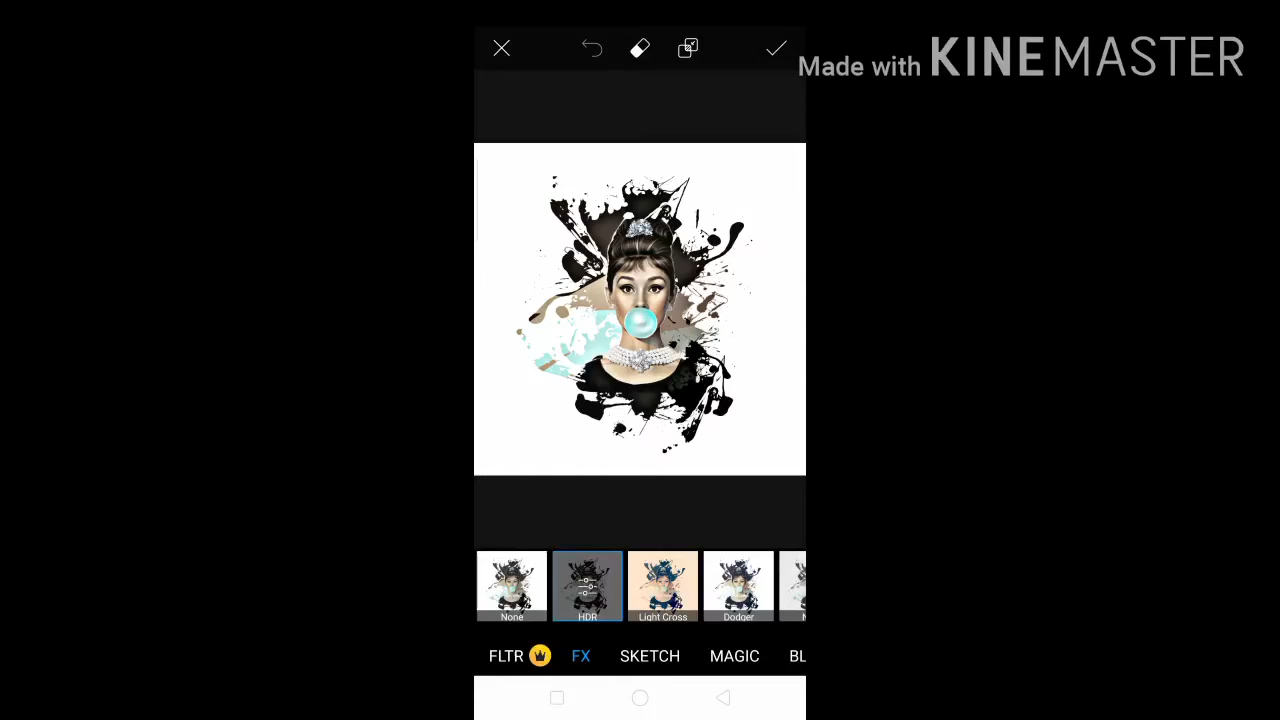 Made with KINEMASTER
None HDR Light Cross Dodger
FLTR FX SKETCH MAGIC BL